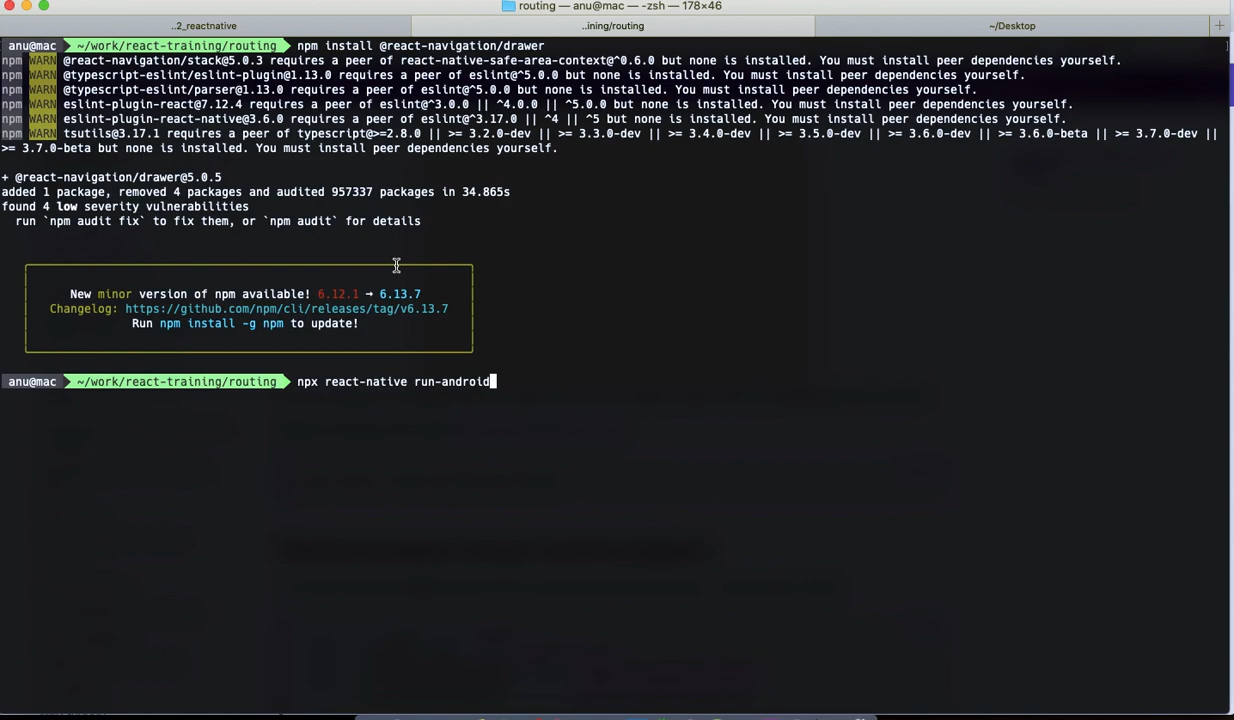 routing — anu@mac — -zsh — 178×46
..2_reactnative
..ining/routing
~/Desktop
+
anu@mac ~/work/react-training/routing npm install @react-navigation/drawer
npm WARN @react-navigation/stack@5.0.3 requires a peer of react-native-safe-area-context@^0.6.0 but none is installed. You must install peer dependencies yourself.
npm WARN @typescript-eslint/eslint-plugin@1.13.0 requires a peer of eslint@^5.0.0 but none is installed. You must install peer dependencies yourself.
npm WARN @typescript-eslint/parser@1.13.0 requires a peer of eslint@^5.0.0 but none is installed. You must install peer dependencies yourself.
npm WARN eslint-plugin-react@7.12.4 requires a peer of eslint@^3.0.0 || ^4.0.0 || ^5.0.0 but none is installed. You must install peer dependencies yourself.
npm WARN eslint-plugin-react-native@3.6.0 requires a peer of eslint@^3.17.0 || ^4 || ^5 but none is installed. You must install peer dependencies yourself.
npm WARN tsutils@3.17.1 requires a peer of typescript@>=2.8.0 || >= 3.2.0-dev || >= 3.3.0-dev || >= 3.4.0-dev || >= 3.5.0-dev || >= 3.6.0-dev || >= 3.6.0-beta || >= 3.7.0-dev ||
>= 3.7.0-beta but none is installed. You must install peer dependencies yourself.
+ @react-navigation/drawer@5.0.5
added 1 package, removed 4 packages and audited 957337 packages in 34.865s
found 4 low severity vulnerabilities
run `npm audit fix` to fix them, or `npm audit` for details
New minor version of npm available! 6.12.1 → 6.13.7
Changelog: https://github.com/npm/cli/releases/tag/v6.13.7
Run npm install -g npm to update!
anu@mac ~/work/react-training/routing npx react-native run-android